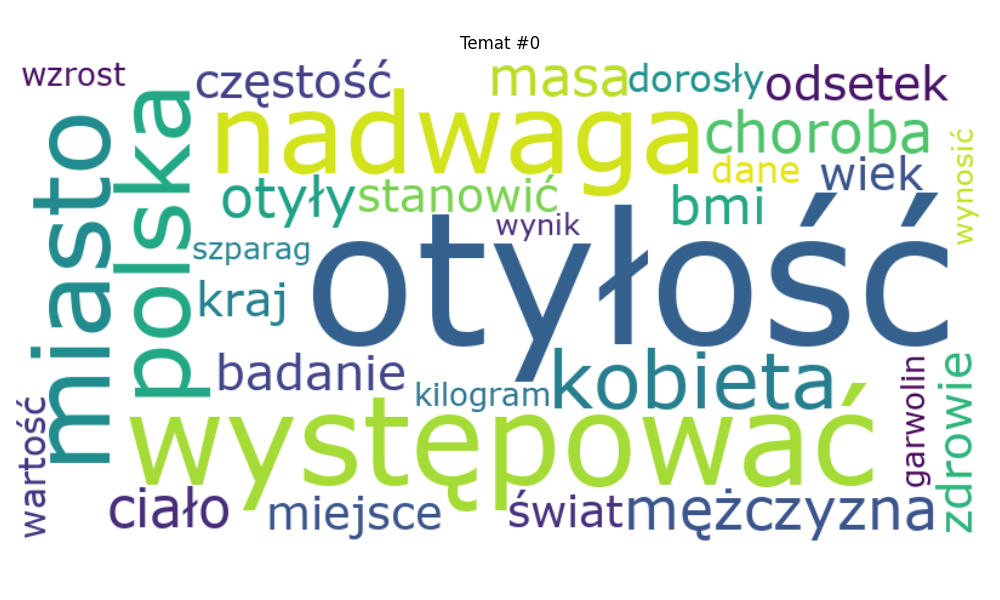 Temat #0
wzrost
częstość
masa
dorosły
odsetek
miasto
polska
nadwaga
choroba
dane
wiek
wynosić
otyły
stanowić
bmi
wynik
szparag
otyłość
kraj
badanie
kilogram
kobieta
garwolin
zdrowie
wartość
występować
ciało
miejsce
świat
mężczyzna